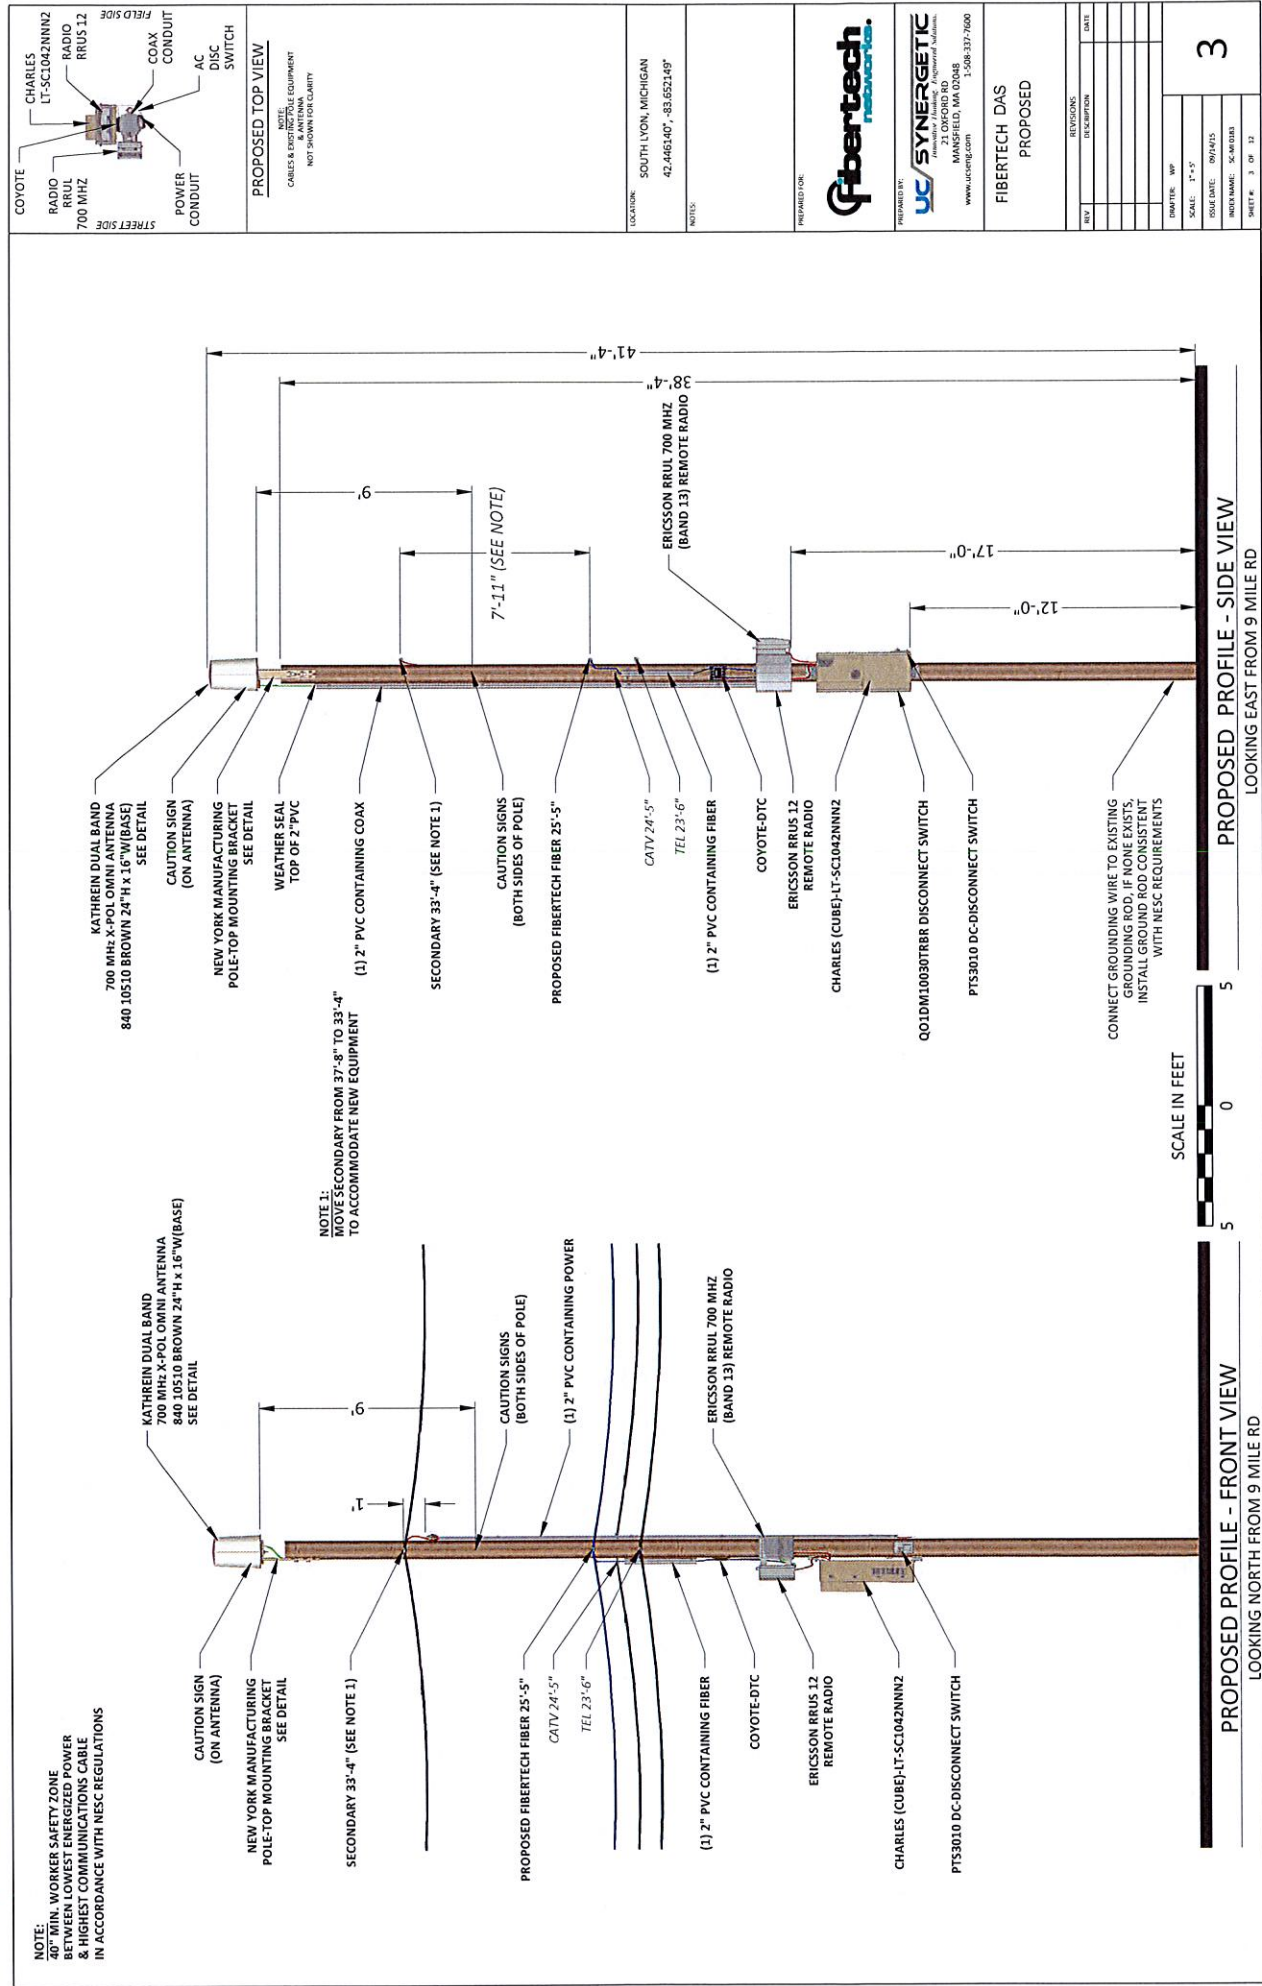 NOTE:
40" MIN. WORKER SAFETY ZONE
BETWEEN LOWEST ENERGIZED POWER
& HIGHEST COMMUNICATIONS CABLE
IN ACCORDANCE WITH NESC REGULATIONS
KATHREIN DUAL BAND
700 MHz X-POL OMNI ANTENNA
840 10510 BROWN 24"H x 16"W(BASE)
SEE DETAIL
CAUTION SIGN
(ON ANTENNA)
NEW YORK MANUFACTURING
POLE-TOP MOUNTING BRACKET
SEE DETAIL
9'
1'
SECONDARY 33'-4" (SEE NOTE 1)
CAUTION SIGNS
(BOTH SIDES OF POLE)
(1) 2" PVC CONTAINING POWER
PROPOSED FIBERTECH FIBER 25'-5"
CATV 24'-5"
TEL 23'-6"
(1) 2" PVC CONTAINING FIBER
ERICSSON RRUL 700 MHZ
(BAND 13) REMOTE RADIO
COYOTE-DTC
ERICSSON RRUS 12
REMOTE RADIO
CHARLES (CUBE)-LT-SC1042NNN2
PTS3010 DC-DISCONNECT SWITCH
PROPOSED PROFILE - FRONT VIEW
LOOKING NORTH FROM 9 MILE RD
NOTE 1:
MOVE SECONDARY FROM 37'-8" TO 33'-4"
TO ACCOMMODATE NEW EQUIPMENT
SCALE IN FEET
5 0 5
KATHREIN DUAL BAND
700 MHz X-POL OMNI ANTENNA
840 10510 BROWN 24"H x 16"W(BASE)
SEE DETAIL
CAUTION SIGN
(ON ANTENNA)
NEW YORK MANUFACTURING
POLE-TOP MOUNTING BRACKET
SEE DETAIL
WEATHER SEAL
TOP OF 2"PVC
(1) 2" PVC CONTAINING COAX
SECONDARY 33'-4" (SEE NOTE 1)
CAUTION SIGNS
(BOTH SIDES OF POLE)
PROPOSED FIBERTECH FIBER 25'-5"
CATV 24'-5"
TEL 23'-6"
(1) 2" PVC CONTAINING FIBER
COYOTE-DTC
ERICSSON RRUS 12
REMOTE RADIO
CHARLES (CUBE)-LT-SC1042NNN2
QO1DM10030TRBR DISCONNECT SWITCH
PTS3010 DC-DISCONNECT SWITCH
CONNECT GROUNDING WIRE TO EXISTING
GROUNDING ROD, IF NONE EXISTS,
INSTALL GROUND ROD CONSISTENT
WITH NESC REQUIREMENTS
9'
7'-11" (SEE NOTE)
ERICSSON RRUL 700 MHZ
(BAND 13) REMOTE RADIO
41'-4"
38'-4"
17'-0"
12'-0"
PROPOSED PROFILE - SIDE VIEW
LOOKING EAST FROM 9 MILE RD
COYOTE
CHARLES
LT-SC1042NNN2
RADIO
RRUL
700 MHZ
RADIO
RRUS 12
STREET SIDE
FIELD SIDE
COAX
CONDUIT
POWER
CONDUIT
AC
DISC
SWITCH
PROPOSED TOP VIEW
NOTE:
CABLES & EXISTING POLE EQUIPMENT
& ANTENNA
NOT SHOWN FOR CLARITY
LOCATION:
SOUTH LYON, MICHIGAN
42.446140°, -83.652149°
NOTES:
PREPARED FOR:
fibertech
networks.
PREPARED BY:
UC SYNERGETIC
Innovative Thinking. Engineered Solutions.
21 OXFORD RD
MANSFIELD, MA 02048
www.ucseng.com 1-508-337-7600
FIBERTECH DAS
PROPOSED
REVISIONS
REV DESCRIPTION DATE
DRAFTER: WP
SCALE: 1"=5'
ISSUE DATE: 09/14/15
INDEX NAME: SC-MI 0183
SHEET #: 3 OF 12
3